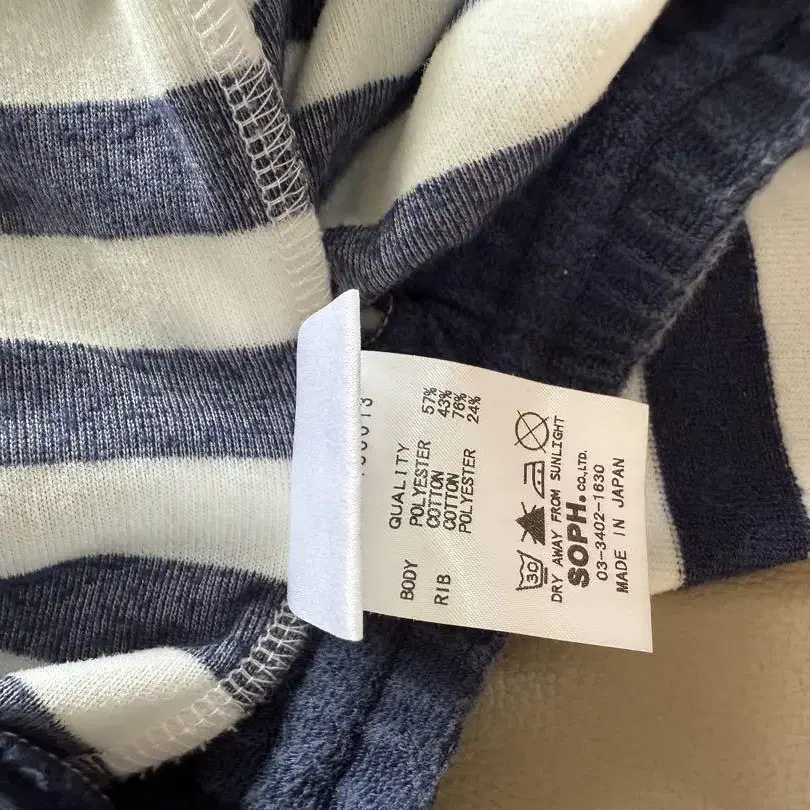 QUALITY
BODY POLYESTER 57%
COTTON 43%
RIB COTTON 76%
POLYESTER 24%
30
DRY AWAY FROM SUNLIGHT
SOPH. CO.,LTD.
03-3402-1630
MADE IN JAPAN